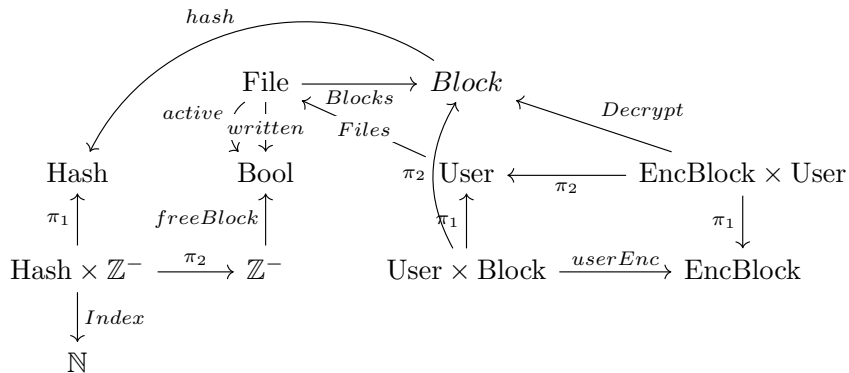 hash
File
Block
Blocks
active
written
Files
Decrypt
Hash
Bool
π₂
User
π₂
EncBlock × User
π₁
freeBlock
π₁
π₁
Hash × ℤ⁻
π₂
ℤ⁻
User × Block
userEnc
EncBlock
Index
ℕ